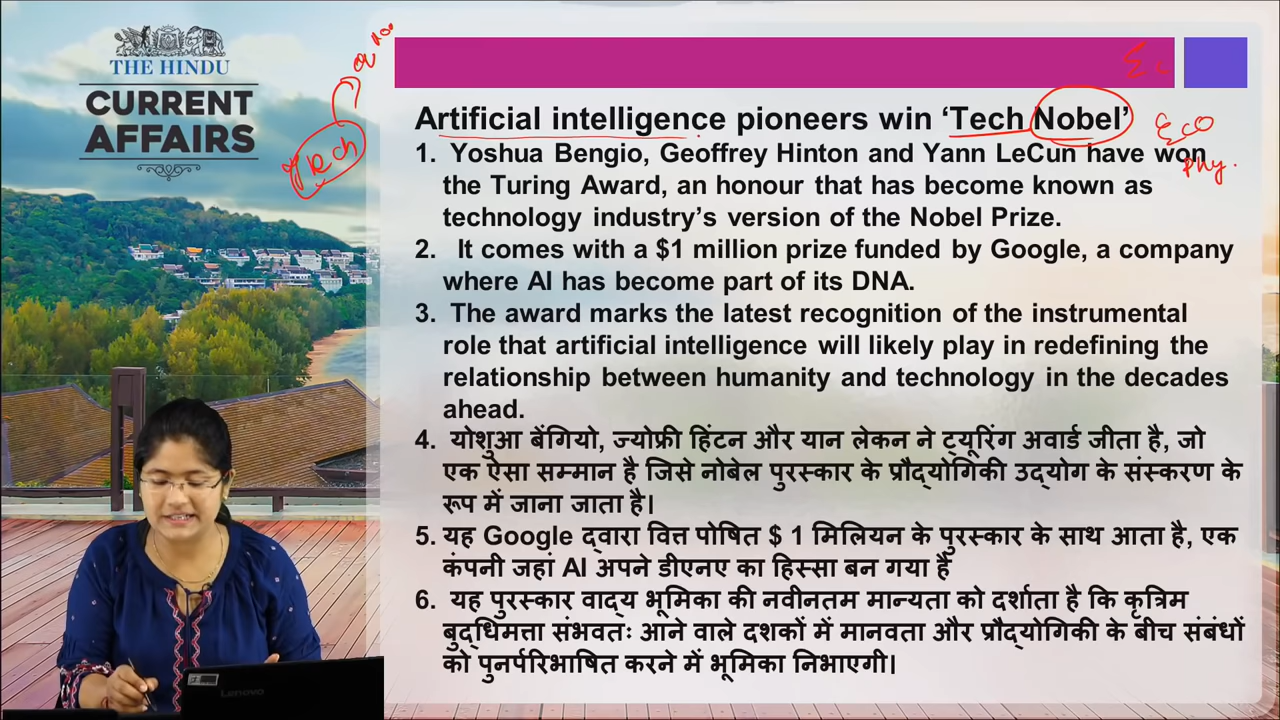 THE HINDU
CURRENT
AFFAIRS
Tech
Eco
Phy.
Artificial intelligence pioneers win ‘Tech Nobel’
1. Yoshua Bengio, Geoffrey Hinton and Yann LeCun have won
the Turing Award, an honour that has become known as
technology industry’s version of the Nobel Prize.
2. It comes with a $1 million prize funded by Google, a company
where AI has become part of its DNA.
3. The award marks the latest recognition of the instrumental
role that artificial intelligence will likely play in redefining the
relationship between humanity and technology in the decades
ahead.
4. योशुआ बेंगियो, ज्योफ्री हिंटन और यान लेकन ने ट्यूरिंग अवार्ड जीता है, जो
एक ऐसा सम्मान है जिसे नोबेल पुरस्कार के प्रौद्योगिकी उद्योग के संस्करण के
रूप में जाना जाता है।
5. यह Google द्वारा वित्त पोषित $ 1 मिलियन के पुरस्कार के साथ आता है, एक
कंपनी जहां AI अपने डीएनए का हिस्सा बन गया है
6. यह पुरस्कार वाद्य भूमिका की नवीनतम मान्यता को दर्शाता है कि कृत्रिम
बुद्धिमत्ता संभवतः आने वाले दशकों में मानवता और प्रौद्योगिकी के बीच संबंधों
को पुनर्परिभाषित करने में भूमिका निभाएगी।
Lenovo